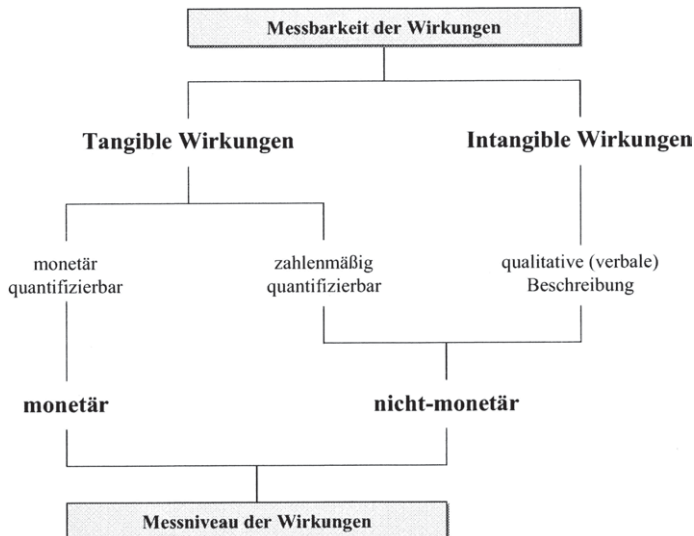 Messbarkeit der Wirkungen
Tangible Wirkungen
Intangible Wirkungen
monetär
quantifizierbar
zahlenmäßig
quantifizierbar
qualitative (verbale)
Beschreibung
monetär
nicht-monetär
Messniveau der Wirkungen